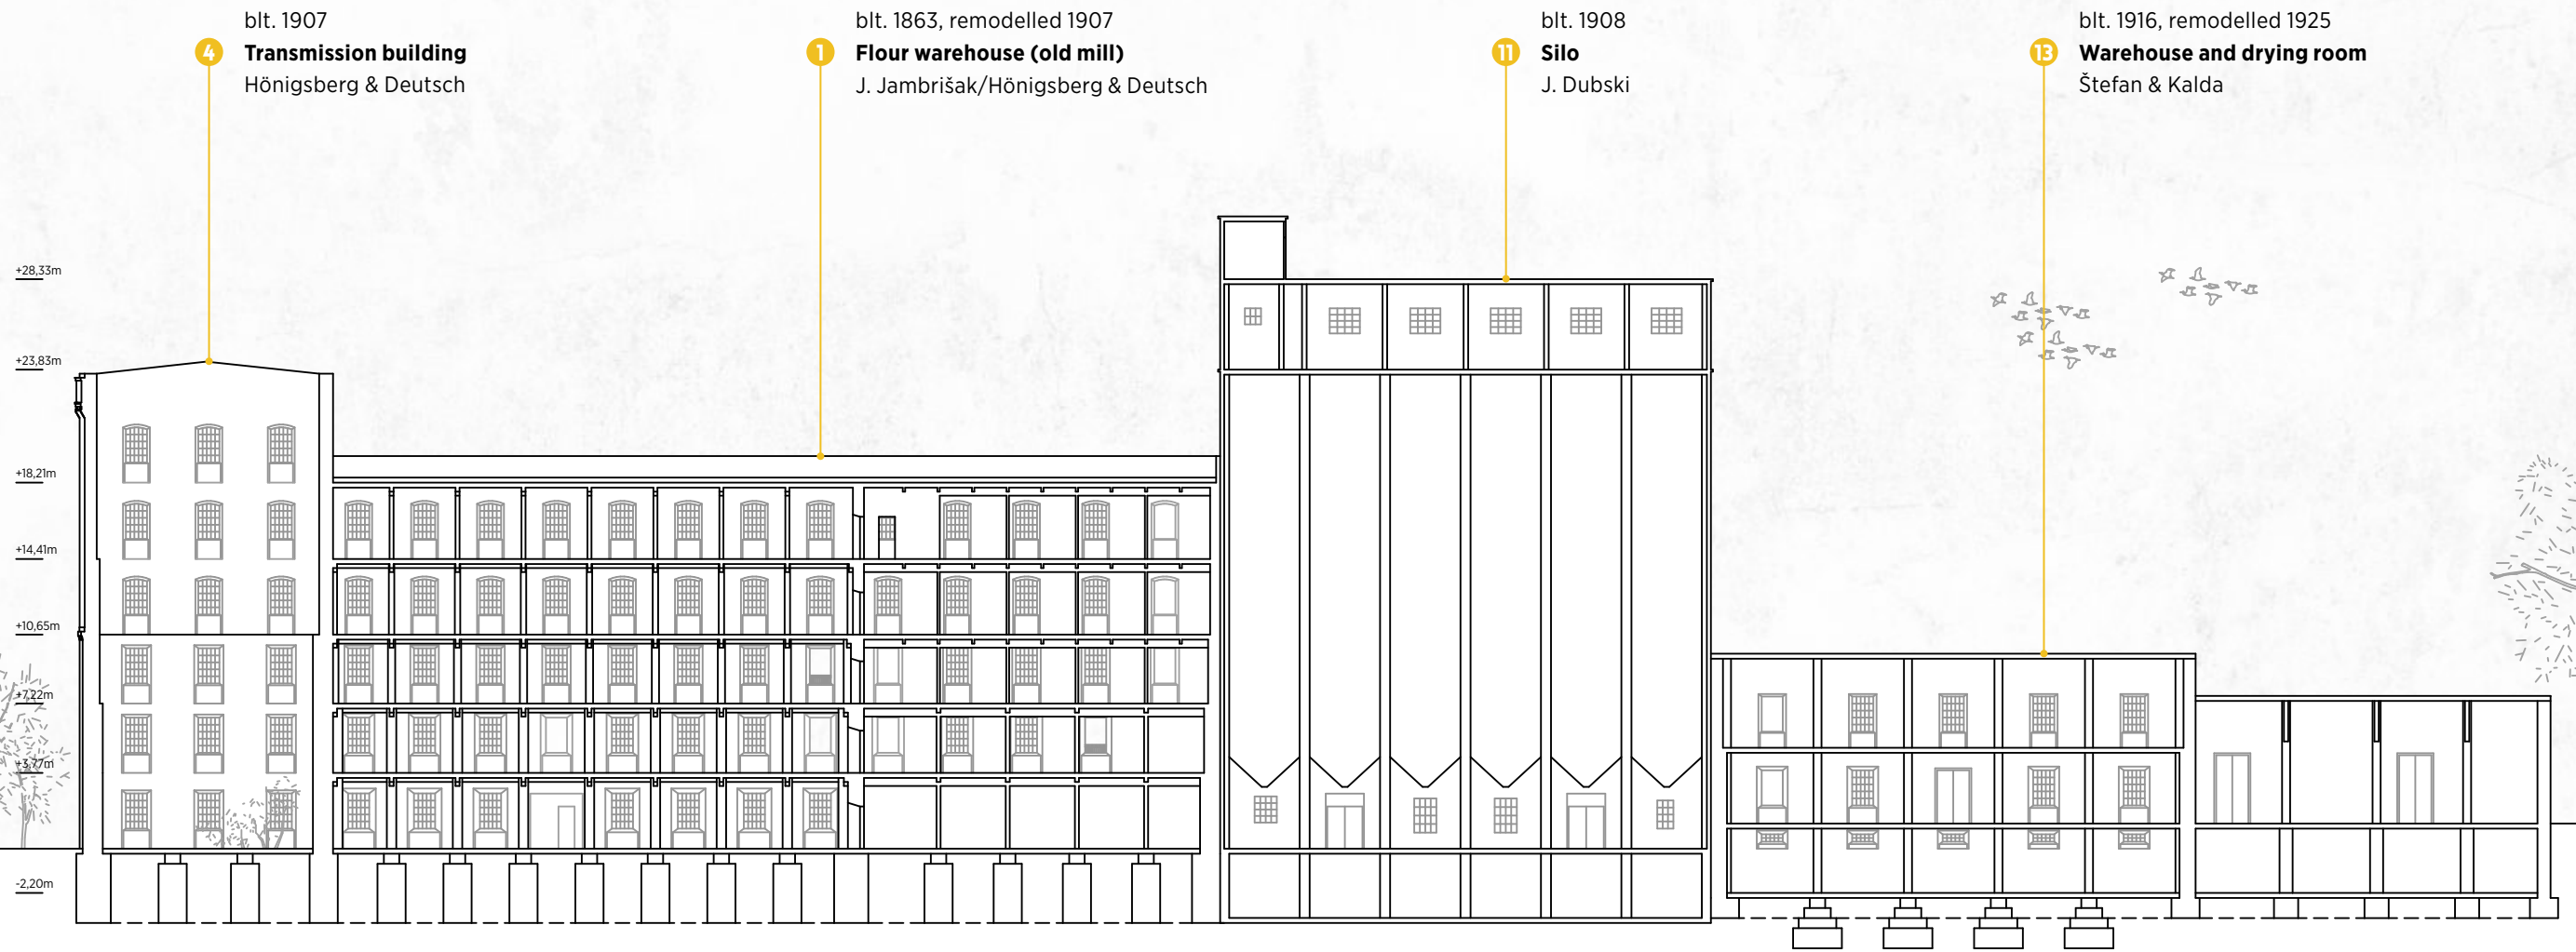 blt. 1907
4 Transmission building
Hönigsberg & Deutsch
blt. 1863, remodelled 1907
1 Flour warehouse (old mill)
J. Jambrišak/Hönigsberg & Deutsch
blt. 1908
11 Silo
J. Dubski
blt. 1916, remodelled 1925
13 Warehouse and drying room
Štefan & Kalda
+28,33m
+23,83m
+18,21m
+14,41m
+10,65m
+7,22m
+3,77m
-2,20m